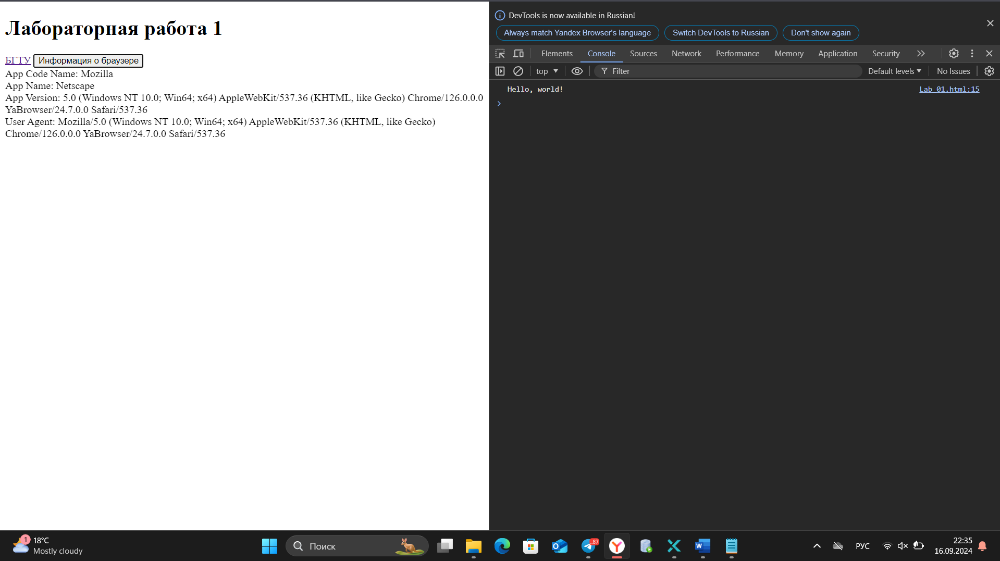 Лабораторная работа 1
БГТУ Информация о браузере
App Code Name: Mozilla
App Name: Netscape
App Version: 5.0 (Windows NT 10.0; Win64; x64) AppleWebKit/537.36 (KHTML, like Gecko) Chrome/126.0.0.0
YaBrowser/24.7.0.0 Safari/537.36
User Agent: Mozilla/5.0 (Windows NT 10.0; Win64; x64) AppleWebKit/537.36 (KHTML, like Gecko)
Chrome/126.0.0.0 YaBrowser/24.7.0.0 Safari/537.36
DevTools is now available in Russian!
Always match Yandex Browser's language Switch DevTools to Russian Don't show again
Elements Console Sources Network Performance Memory Application Security
top Filter Default levels No Issues
Hello, world! Lab_01.html:15
1 18°C
Mostly cloudy
Поиск
..87
РУС
22:35
16.09.2024